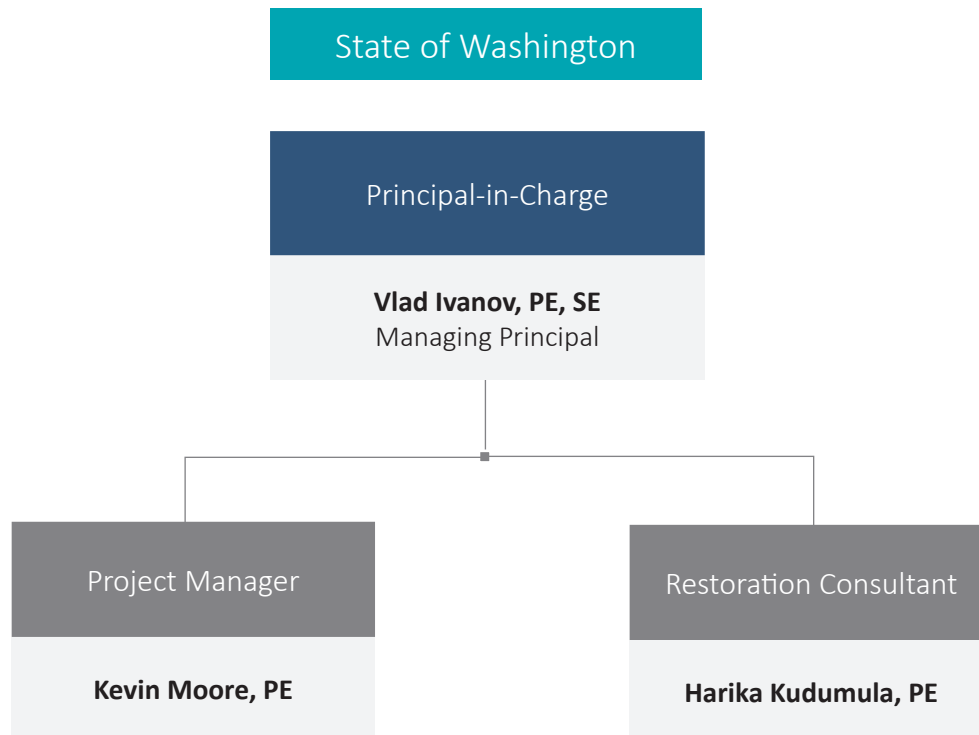 State of Washington
Principal-in-Charge
Vlad Ivanov, PE, SE
Managing Principal
Project Manager
Kevin Moore, PE
Restoration Consultant
Harika Kudumula, PE